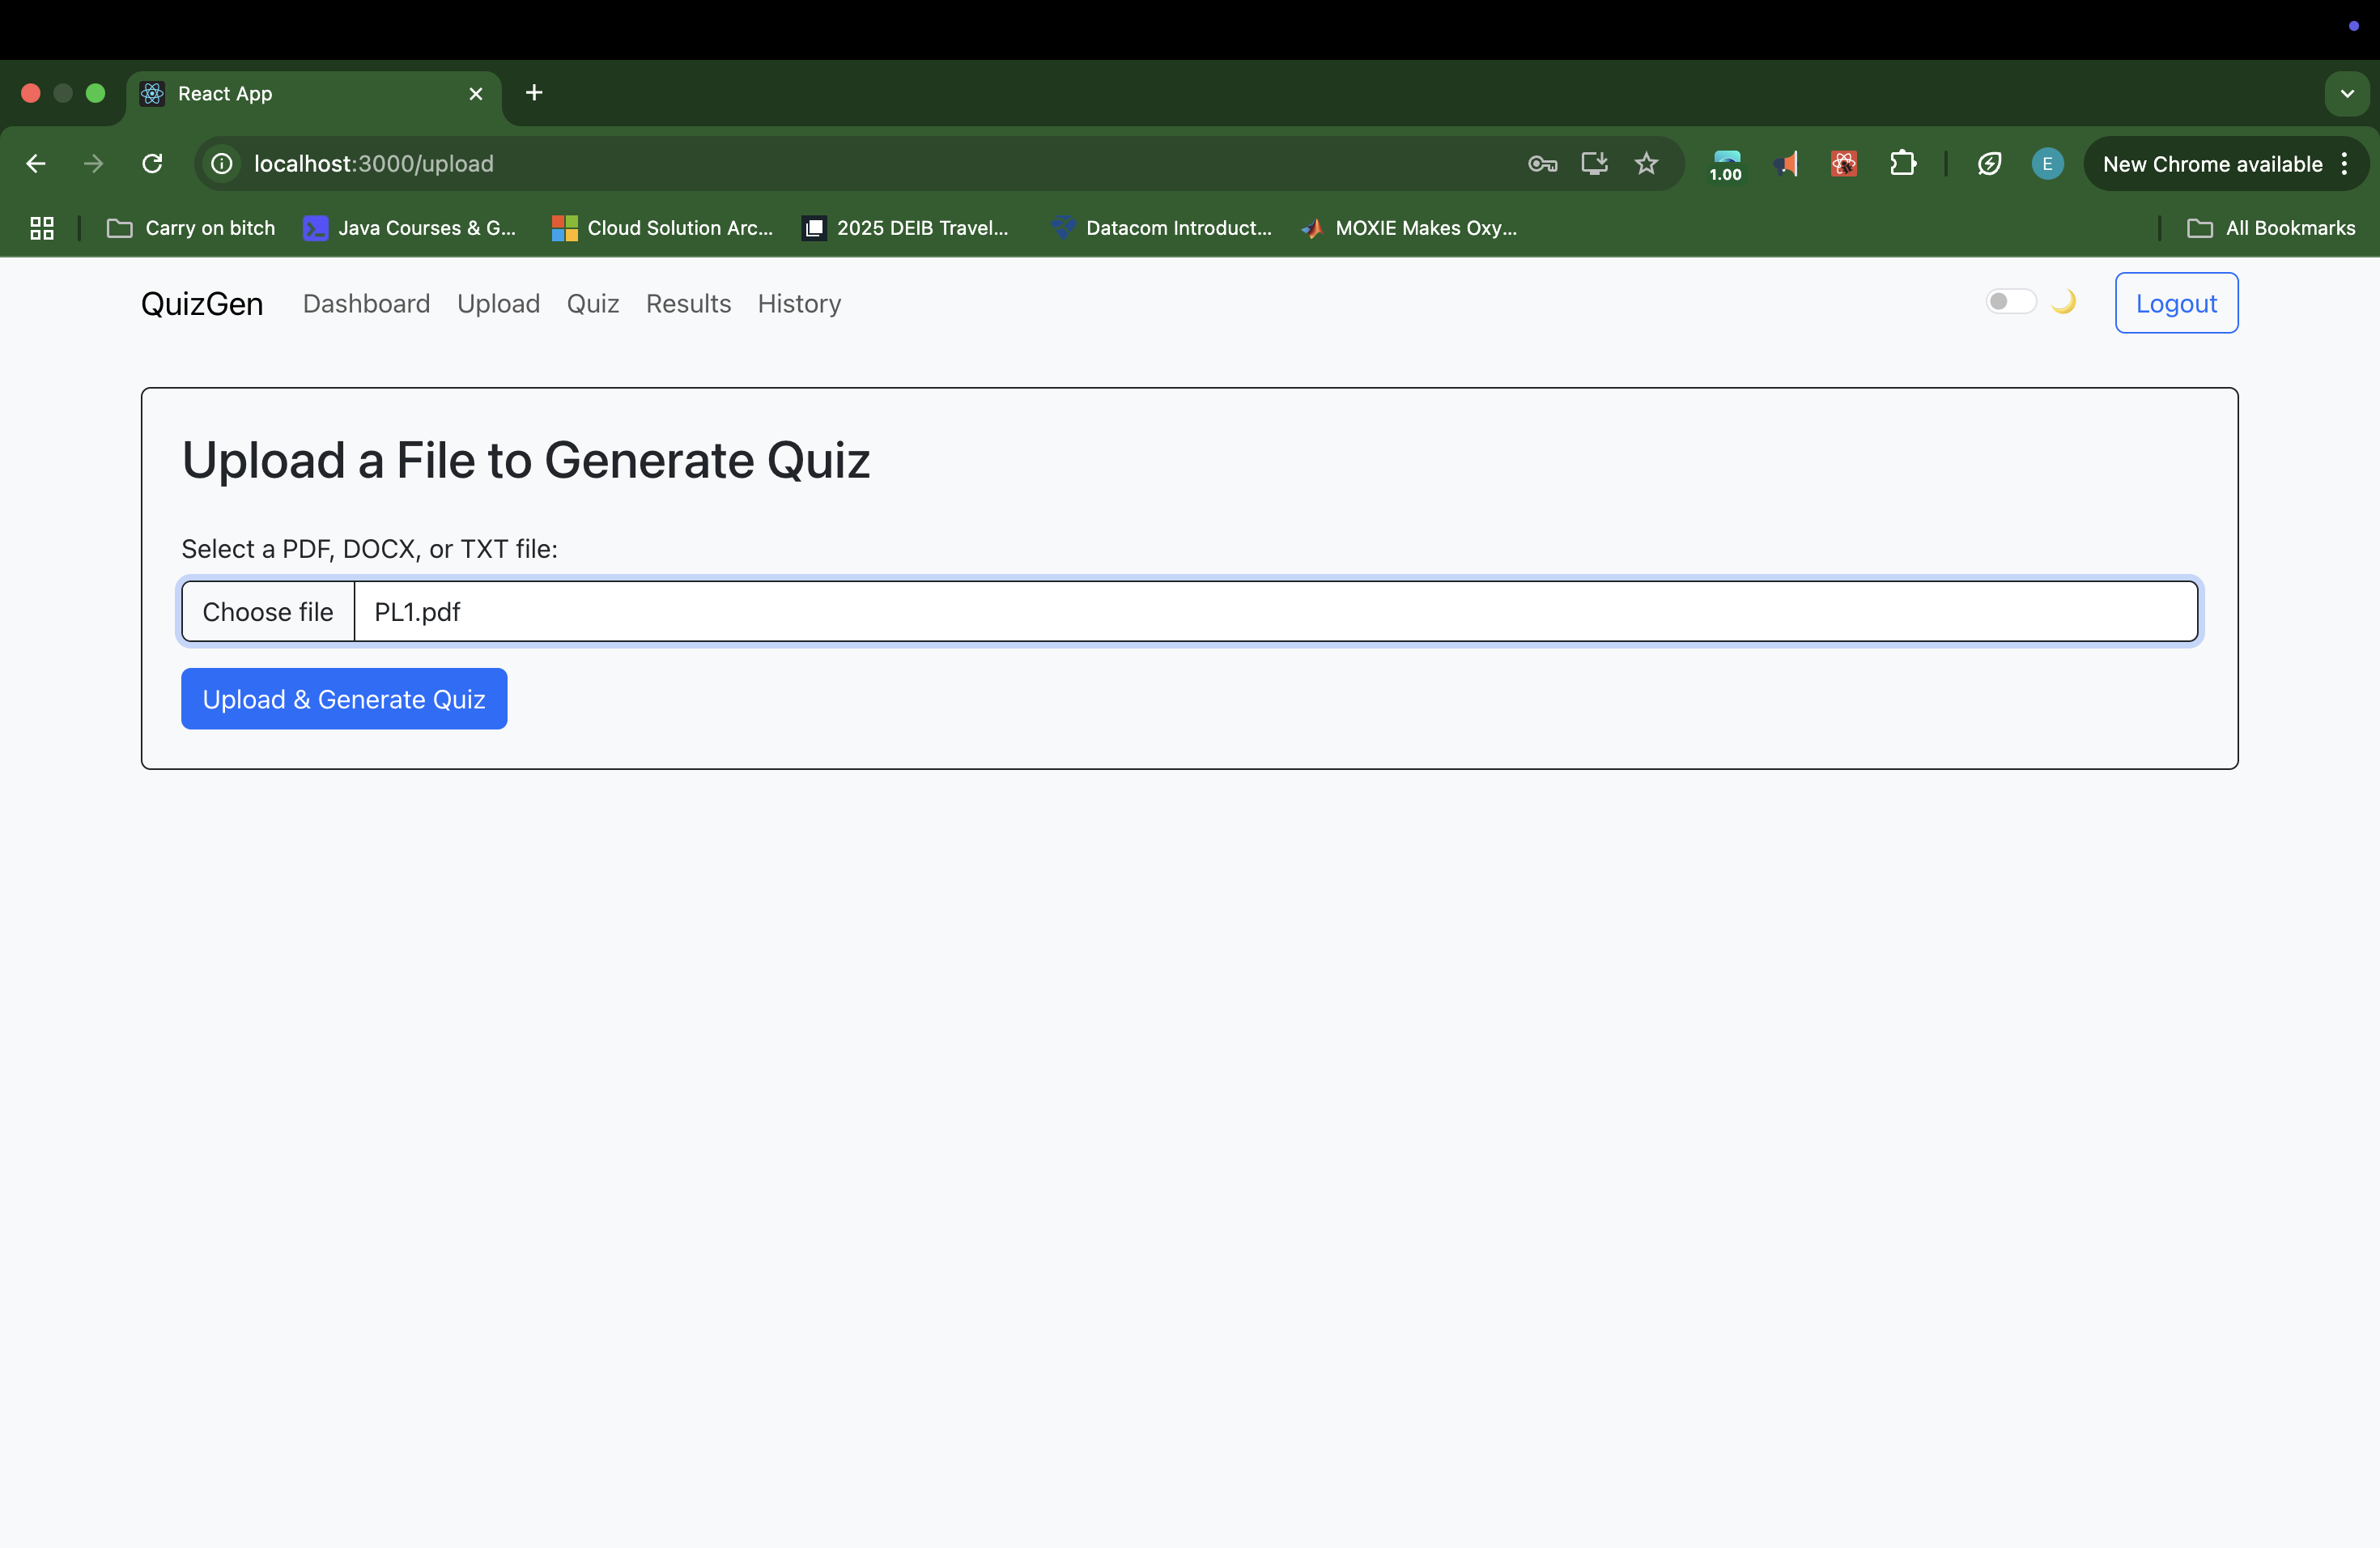 React App
localhost:3000/upload
1.00
E
New Chrome available
Carry on bitch
Java Courses & G...
Cloud Solution Arc...
2025 DEIB Travel...
Datacom Introduct...
MOXIE Makes Oxy...
All Bookmarks
QuizGen
Dashboard
Upload
Quiz
Results
History
Logout
Upload a File to Generate Quiz
Select a PDF, DOCX, or TXT file:
Choose file
PL1.pdf
Upload & Generate Quiz